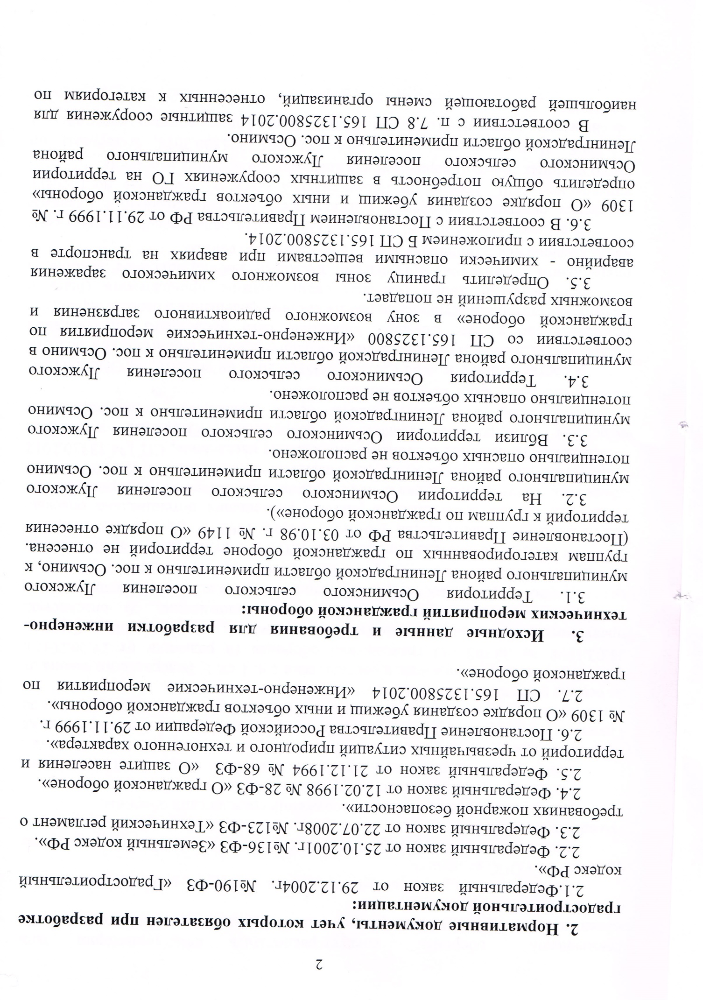 2
2. Нормативные документы, учет которых обязателен при разработке
градостроительной документации:
2.1.Федеральный закон от 29.12.2004г. №190-ФЗ «Градостроительный
кодекс РФ».
2.2. Федеральный закон от 25.10.2001г. №136-ФЗ «Земельный кодекс РФ».
2.3. Федеральный закон от 22.07.2008г. №123-ФЗ «Технический регламент о
требованиях пожарной безопасности».
2.4. Федеральный закон от 12.02.1998 № 28-ФЗ «О гражданской обороне».
2.5. Федеральный закон от 21.12.1994 № 68-ФЗ «О защите населения и
территорий от чрезвычайных ситуаций природного и техногенного характера».
2.6. Постановление Правительства Российской Федерации от 29.11.1999 г.
№ 1309 «О порядке создания убежищ и иных объектов гражданской обороны».
2.7. СП 165.1325800.2014 «Инженерно-технические мероприятия по
гражданской обороне».
3. Исходные данные и требования для разработки инженерно-
технических мероприятий гражданской обороны:
3.1. Территория Осьминского сельского поселения Лужского
муниципального района Ленинградской области применительно к пос. Осьмино, к
группам категорированных по гражданской обороне территорий не отнесена.
(Постановление Правительства РФ от 03.10.98 г. № 1149 «О порядке отнесения
территорий к группам по гражданской обороне»).
3.2. На территории Осьминского сельского поселения Лужского
муниципального района Ленинградской области применительно к пос. Осьмино
потенциально опасных объектов не расположено.
3.3. Вблизи территории Осьминского сельского поселения Лужского
муниципального района Ленинградской области применительно к пос. Осьмино
потенциально опасных объектов не расположено.
3.4. Территория Осьминского сельского поселения Лужского
муниципального района Ленинградской области применительно к пос. Осьмино в
соответствии со СП 165.1325800 «Инженерно-технические мероприятия по
гражданской обороне» в зону возможного радиоактивного загрязнения и
возможных разрушений не попадает.
3.5. Определить границу зоны возможного химического заражения
аварийно - химически опасными веществами при авариях на транспорте в
соответствии с приложением Б СП 165.1325800.2014.
3.6. В соответствии с Постановлением Правительства РФ от 29.11.1999 г. №
1309 «О порядке создания убежищ и иных объектов гражданской обороны»
определить общую потребность в защитных сооружениях ГО на территории
Осьминского сельского поселения Лужского муниципального района
Ленинградской области применительно к пос. Осьмино.
В соответствии с п. 7.8 СП 165.1325800.2014 защитные сооружения для
наибольшей работающей смены организаций, отнесенных к категориям по